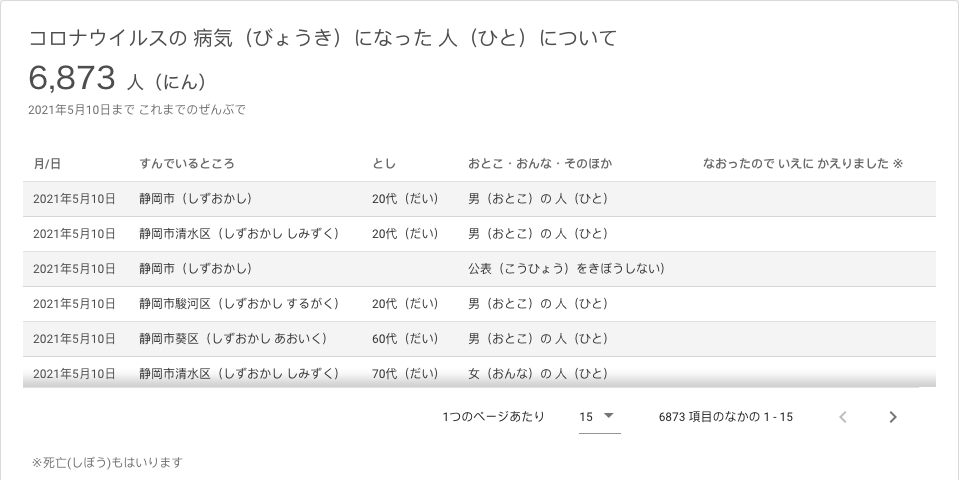 コロナウイルスの 病気（びょうき）になった 人（ひと）について
6,873 人（にん）
2021年5月10日まで これまでのぜんぶで
月/日 すんでいるところ とし おとこ・おんな・そのほか なおったので いえに かえりました ※
2021年5月10日 静岡市（しずおかし） 20代（だい） 男（おとこ）の 人（ひと）
2021年5月10日 静岡市清水区（しずおかし しみずく） 20代（だい） 男（おとこ）の 人（ひと）
2021年5月10日 静岡市（しずおかし） 公表（こうひょう）をきぼうしない）
2021年5月10日 静岡市駿河区（しずおかし するがく） 20代（だい） 男（おとこ）の 人（ひと）
2021年5月10日 静岡市葵区（しずおかし あおいく） 60代（だい） 男（おとこ）の 人（ひと）
2021年5月10日 静岡市清水区（しずおかし しみずく） 70代（だい） 女（おんな）の 人（ひと）
1つのページあたり 15 6873 項目のなかの 1 - 15
※死亡(しぼう)もはいります